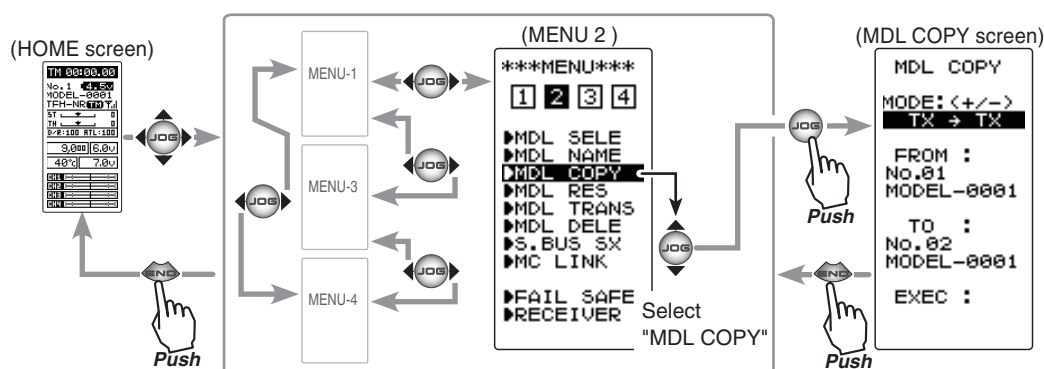 (HOME screen)
TM 00:00.00
No.1 4.5v
MODEL-0001
TFH-NR TM
ST 0
TH 0
D/R:100 ATL:100
9,000 6.0v
40℃ 7.0v
CH1
CH2
CH3
CH4
JOG
END
Push
MENU-1
MENU-3
MENU-4
JOG
JOG
JOG
JOG
(MENU 2 )
***MENU***
1 2 3 4
MDL SELE
MDL NAME
MDL COPY
MDL RES
MDL TRANS
MDL DELE
S.BUS SX
MC LINK
FAIL SAFE
RECEIVER
JOG
Select
"MDL COPY"
JOG
Push
END
Push
(MDL COPY screen)
MDL COPY
MODE:(+/-)
TX → TX
FROM :
No.01
MODEL-0001
TO :
No.02
MODEL-0001
EXEC :